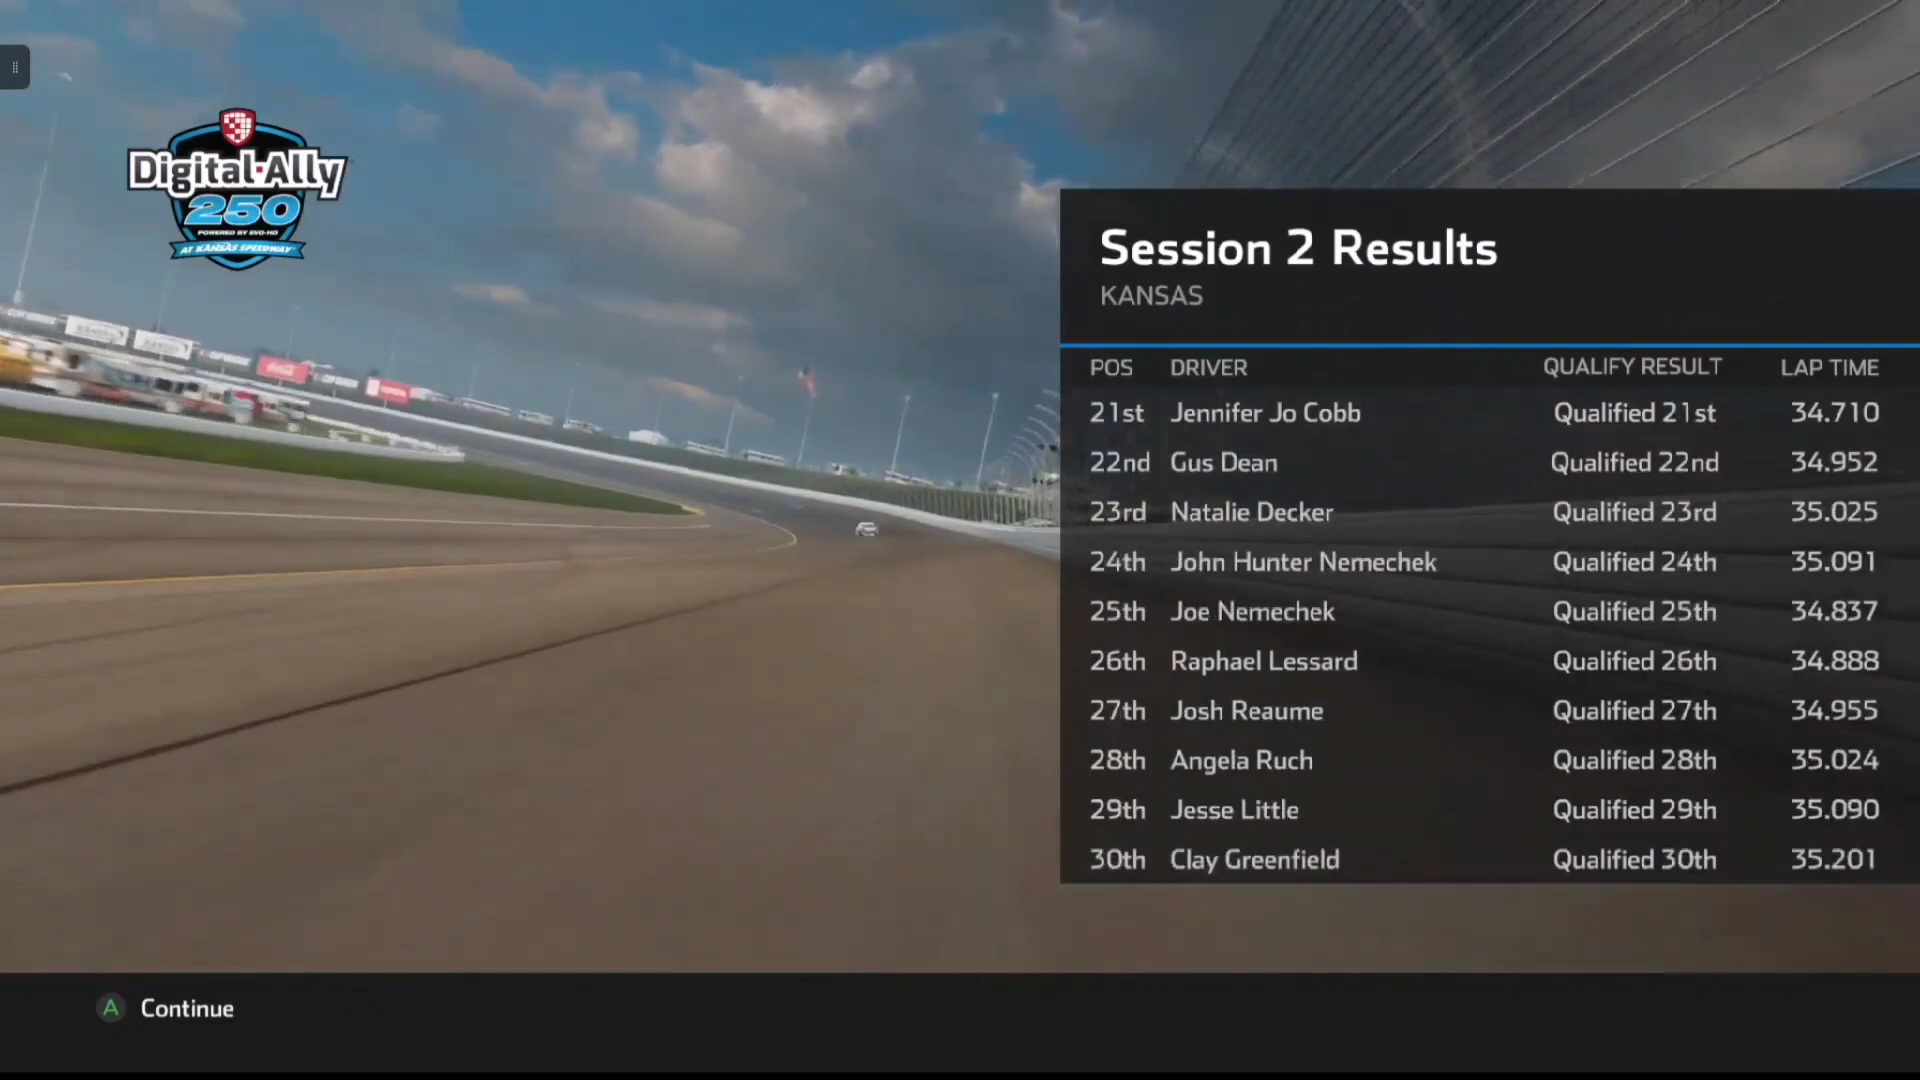 Digital·Ally
250
POWERED BY EVO-HD
AT KANSAS SPEEDWAY
Session 2 Results
KANSAS
POS DRIVER QUALIFY RESULT LAP TIME
21st Jennifer Jo Cobb Qualified 21st 34.710
22nd Gus Dean Qualified 22nd 34.952
23rd Natalie Decker Qualified 23rd 35.025
24th John Hunter Nemechek Qualified 24th 35.091
25th Joe Nemechek Qualified 25th 34.837
26th Raphael Lessard Qualified 26th 34.888
27th Josh Reaume Qualified 27th 34.955
28th Angela Ruch Qualified 28th 35.024
29th Jesse Little Qualified 29th 35.090
30th Clay Greenfield Qualified 30th 35.201
A Continue